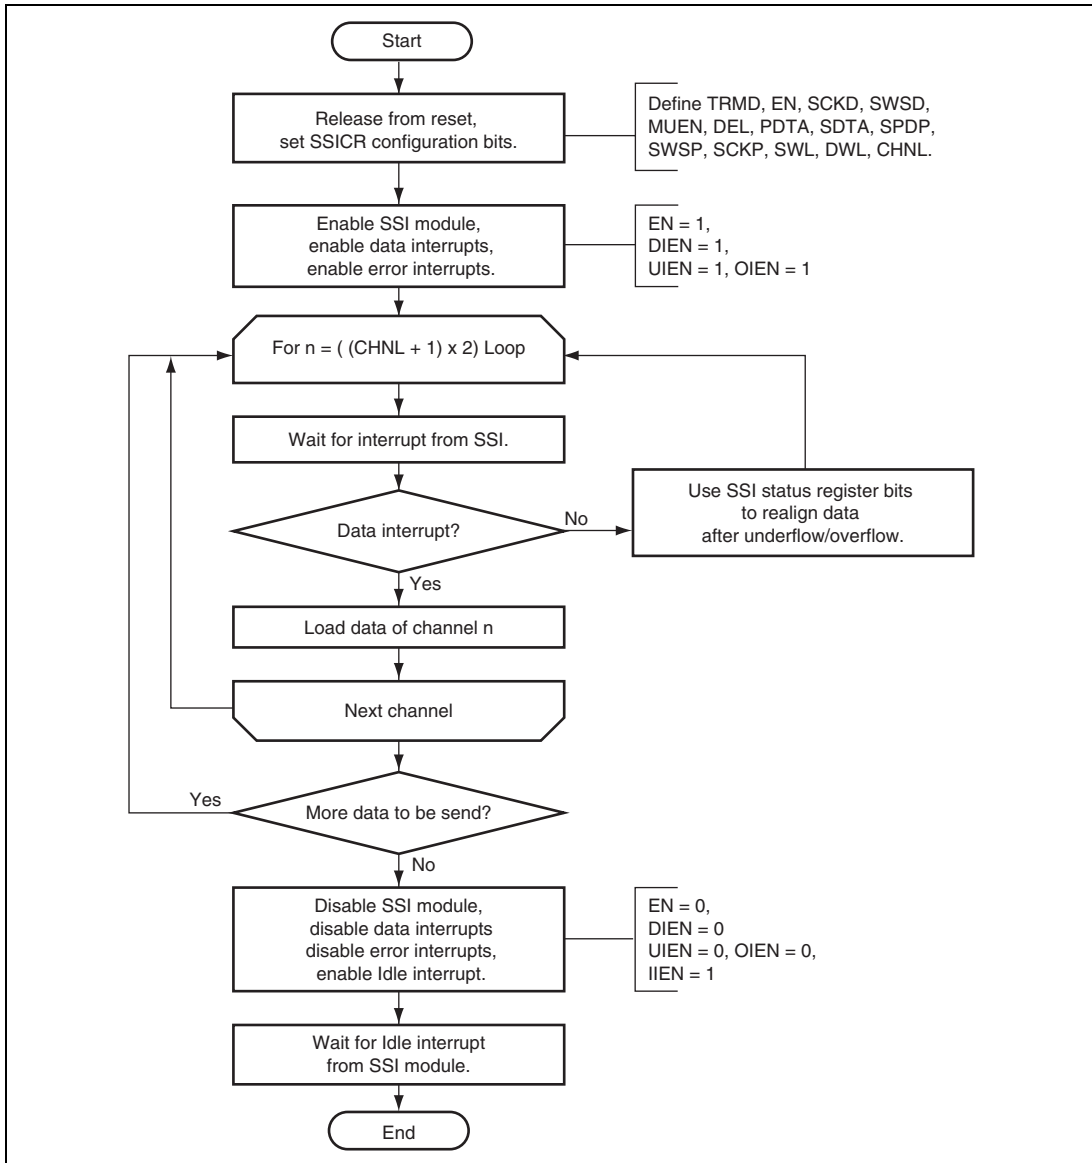 Start
Release from reset,
set SSICR configuration bits.
Define TRMD, EN, SCKD, SWSD,
MUEN, DEL, PDTA, SDTA, SPDP,
SWSP, SCKP, SWL, DWL, CHNL.
Enable SSI module,
enable data interrupts,
enable error interrupts.
EN = 1,
DIEN = 1,
UIEN = 1, OIEN = 1
For n = ( (CHNL + 1) x 2) Loop
Wait for interrupt from SSI.
Data interrupt?
No
Use SSI status register bits
to realign data
after underflow/overflow.
Yes
Load data of channel n
Next channel
More data to be send?
Yes
No
Disable SSI module,
disable data interrupts
disable error interrupts,
enable Idle interrupt.
EN = 0,
DIEN = 0
UIEN = 0, OIEN = 0,
IIEN = 1
Wait for Idle interrupt
from SSI module.
End